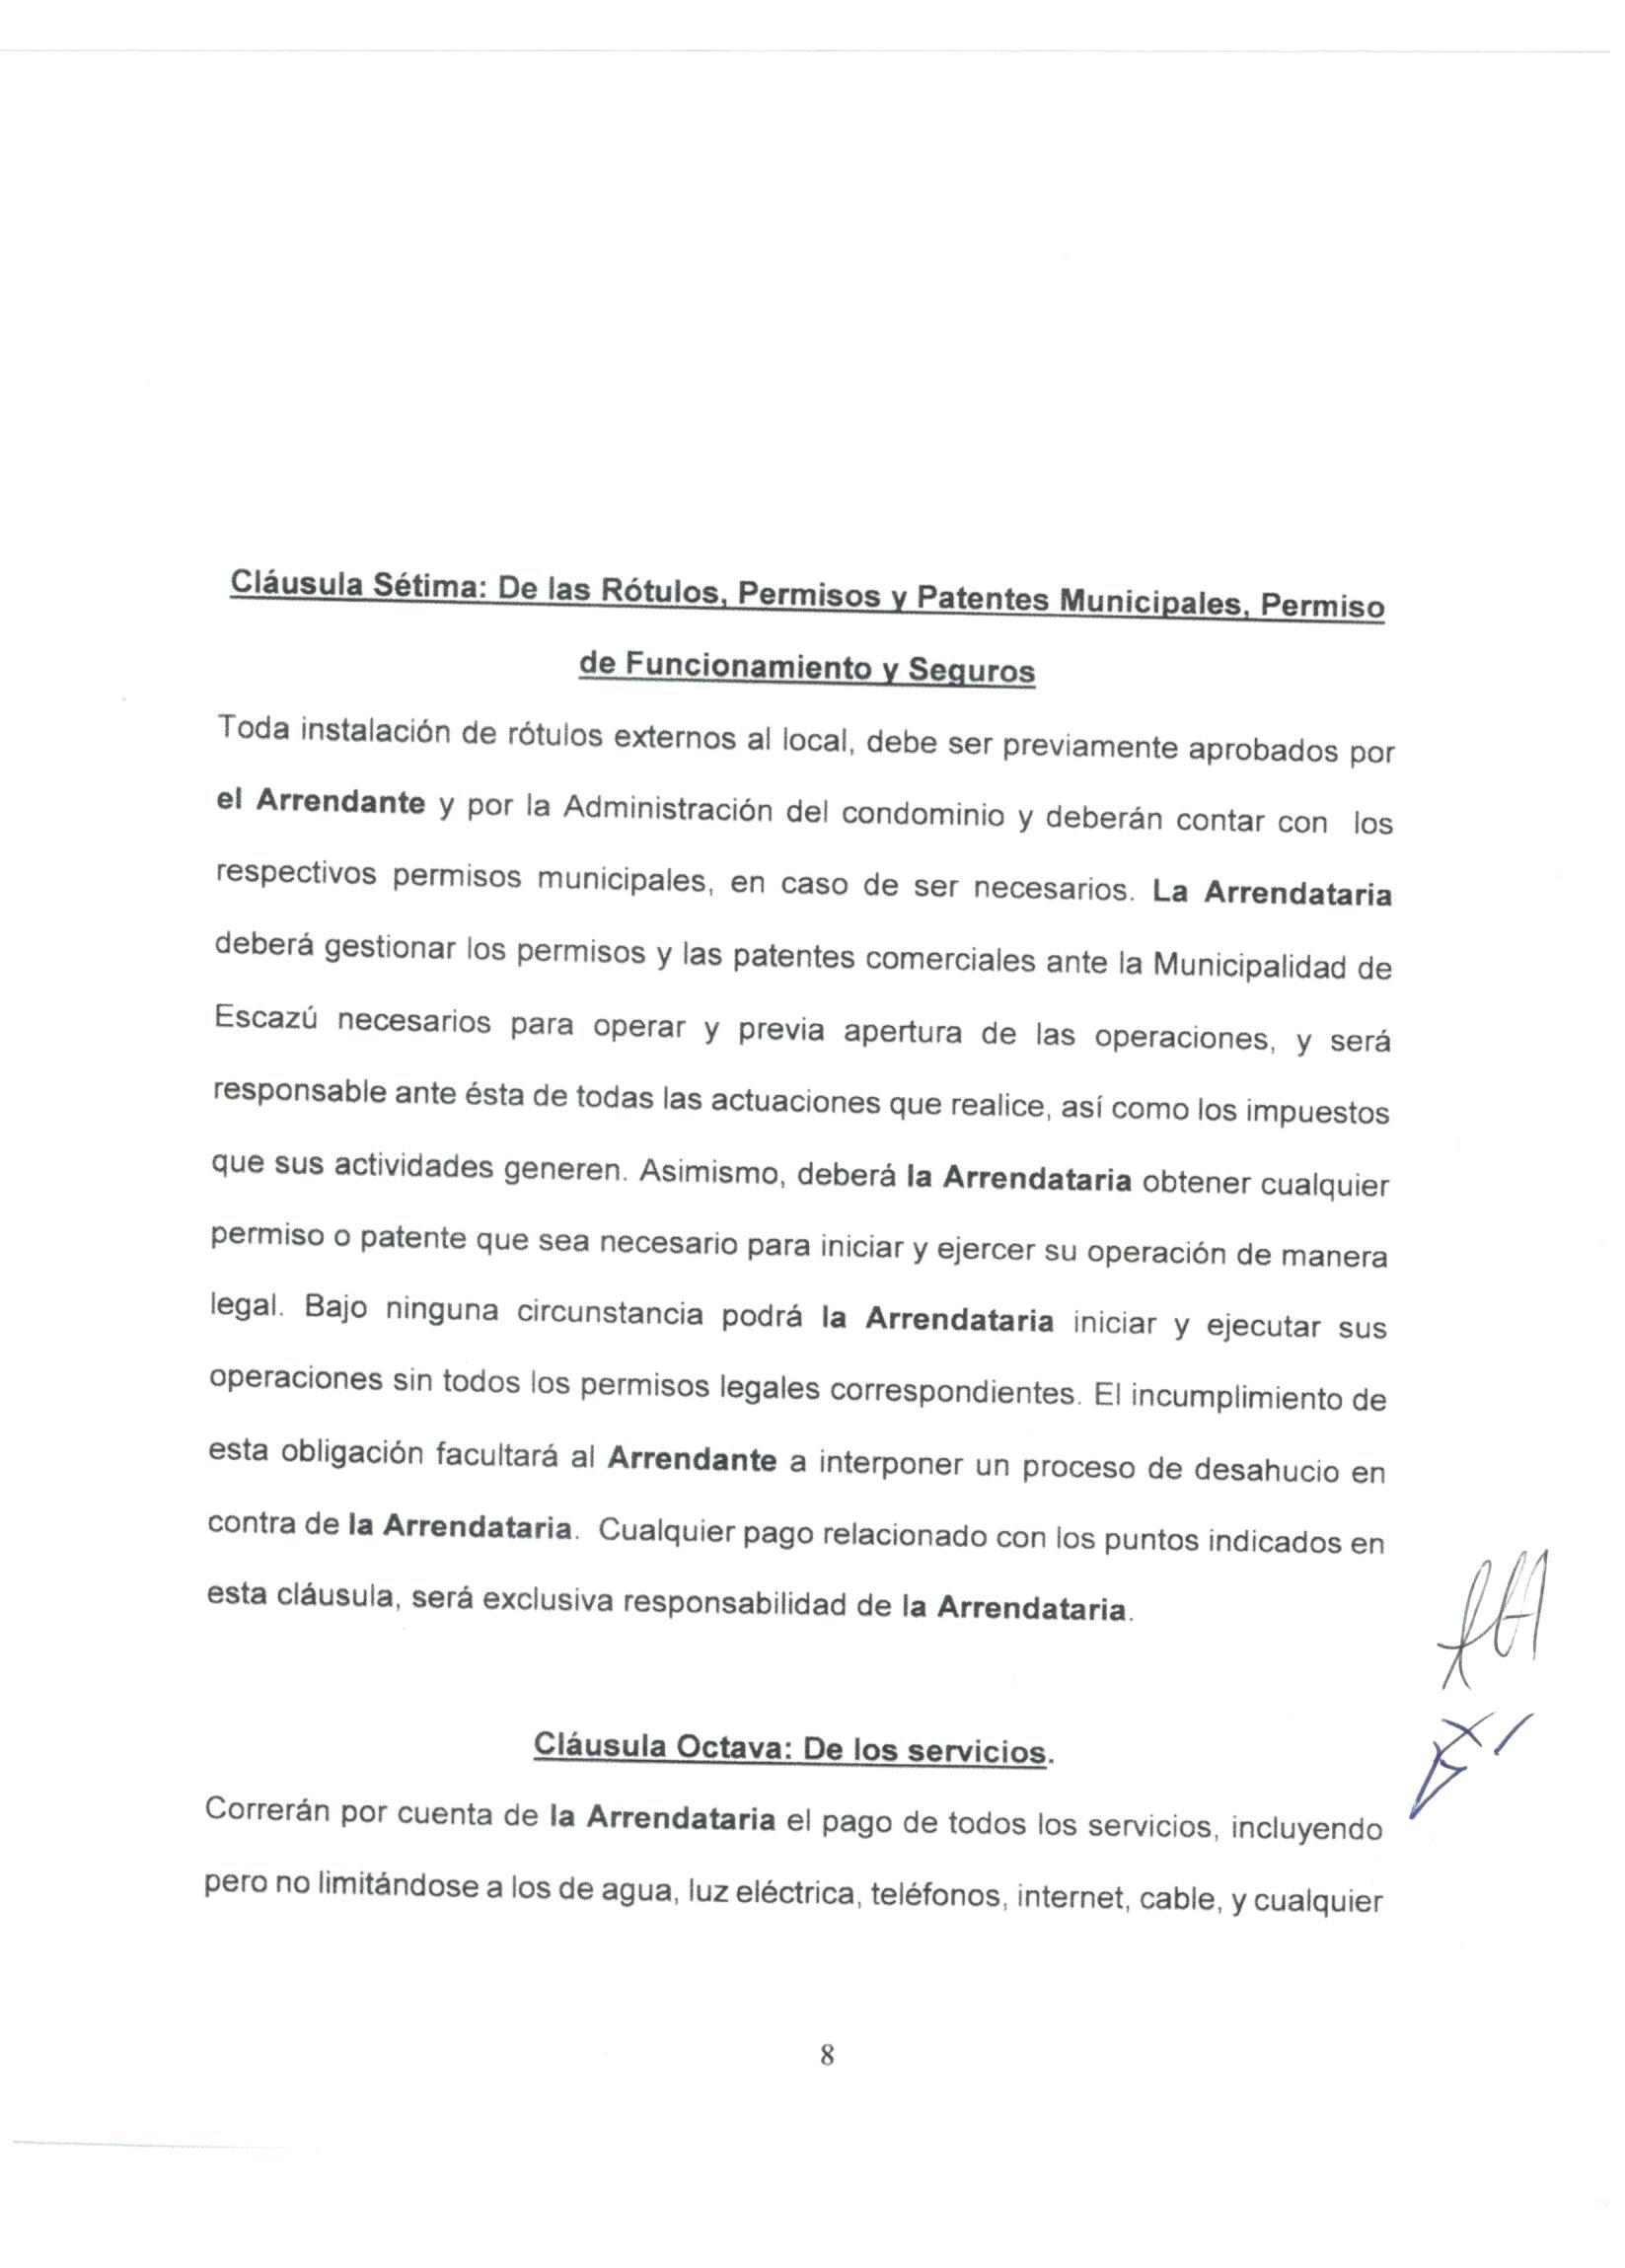 Cláusula Sétima: De las Rótulos, Permisos y Patentes Municipales, Permiso
de Funcionamiento y Seguros
Toda instalación de rótulos externos al local, debe ser previamente aprobados por
el Arrendante y por la Administración del condominio y deberán contar con los
respectivos permisos municipales, en caso de ser necesarios. La Arrendataria
deberá gestionar los permisos y las patentes comerciales ante la Municipalidad de
Escazú necesarios para operar y previa apertura de las operaciones, y será
responsable ante ésta de todas las actuaciones que realice, así como los impuestos
que sus actividades generen. Asimismo, deberá la Arrendataria obtener cualquier
permiso o patente que sea necesario para iniciar y ejercer su operación de manera
legal. Bajo ninguna circunstancia podrá la Arrendataria iniciar y ejecutar sus
operaciones sin todos los permisos legales correspondientes. El incumplimiento de
esta obligación facultará al Arrendante a interponer un proceso de desahucio en
contra de la Arrendataria. Cualquier pago relacionado con los puntos indicados en
esta cláusula, será exclusiva responsabilidad de la Arrendataria.
Cláusula Octava: De los servicios.
Correrán por cuenta de la Arrendataria el pago de todos los servicios, incluyendo
pero no limitándose a los de agua, luz eléctrica, teléfonos, internet, cable, y cualquier
8